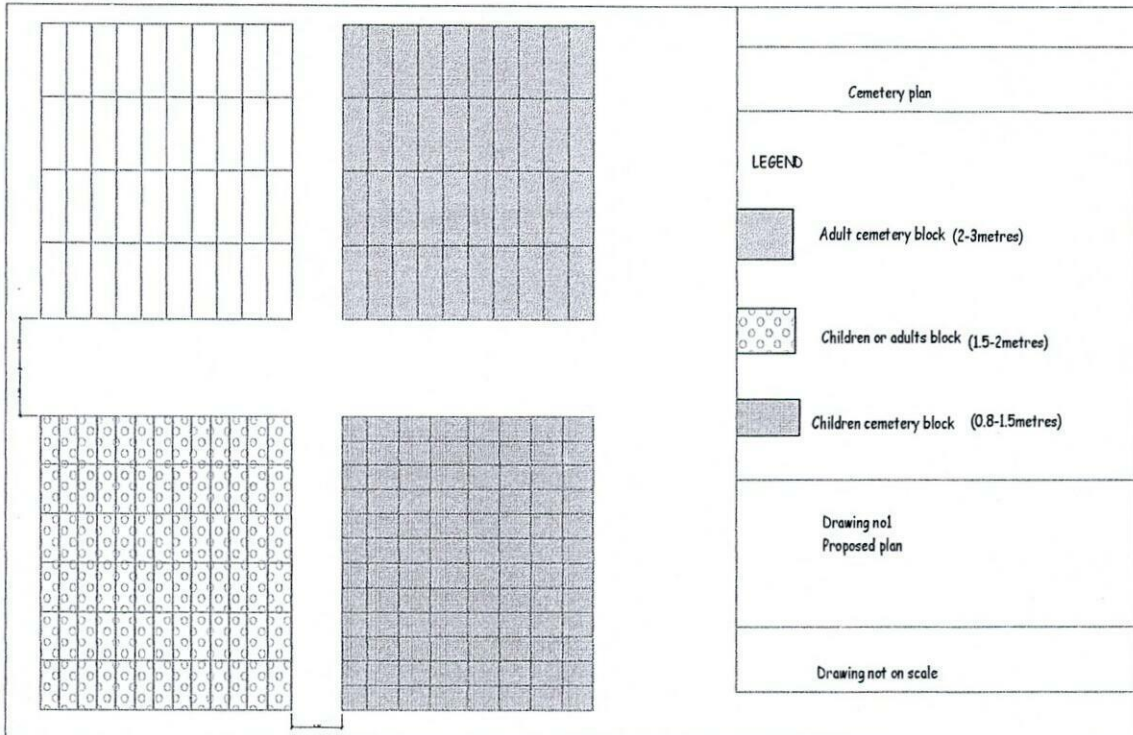 Cemetery plan
LEGEND
Adult cemetery block (2-3metres)
Children or adults block (1.5-2metres)
Children cemetery block (0.8-1.5metres)
Drawing no1
Proposed plan
Drawing not on scale